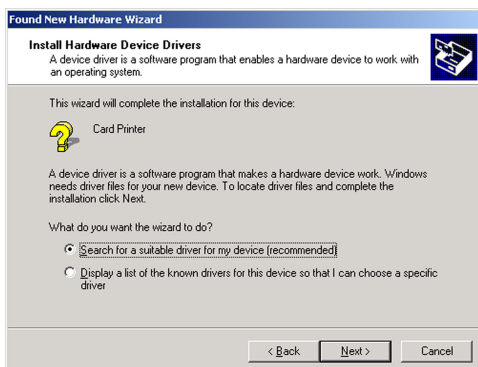 Found New Hardware Wizard
Install Hardware Device Drivers
A device driver is a software program that enables a hardware device to work with
an operating system.
This wizard will complete the installation for this device:
Card Printer
A device driver is a software program that makes a hardware device work. Windows
needs driver files for your new device. To locate driver files and complete the
installation click Next.
What do you want the wizard to do?
Search for a suitable driver for my device (recommended)
Display a list of the known drivers for this device so that I can choose a specific
driver
< Back Next > Cancel